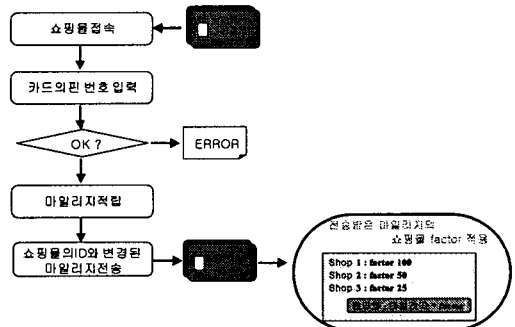 쇼핑몰접속
카드의핀 번호 입력
OK ?
ERROR
마일리지적립
쇼핑몰의ID와 변경된
마일리지전송
전송받은 마일리지의
쇼핑몰 factor 적용
Shop 1 : factor 100
Shop 2 : factor 50
Shop 3 : factor 25